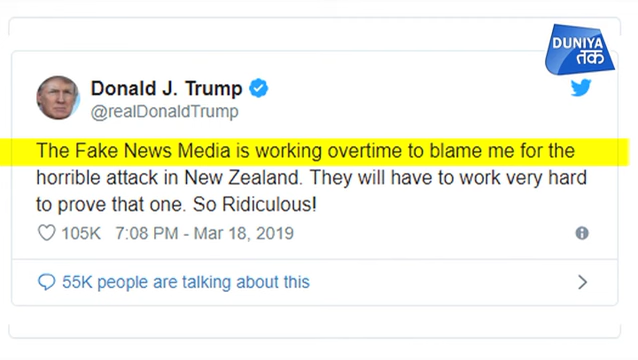 DUNIYA
तक
Donald J. Trump
@realDonaldTrump
The Fake News Media is working overtime to blame me for the
horrible attack in New Zealand. They will have to work very hard
to prove that one. So Ridiculous!
105K 7:08 PM - Mar 18, 2019
55K people are talking about this